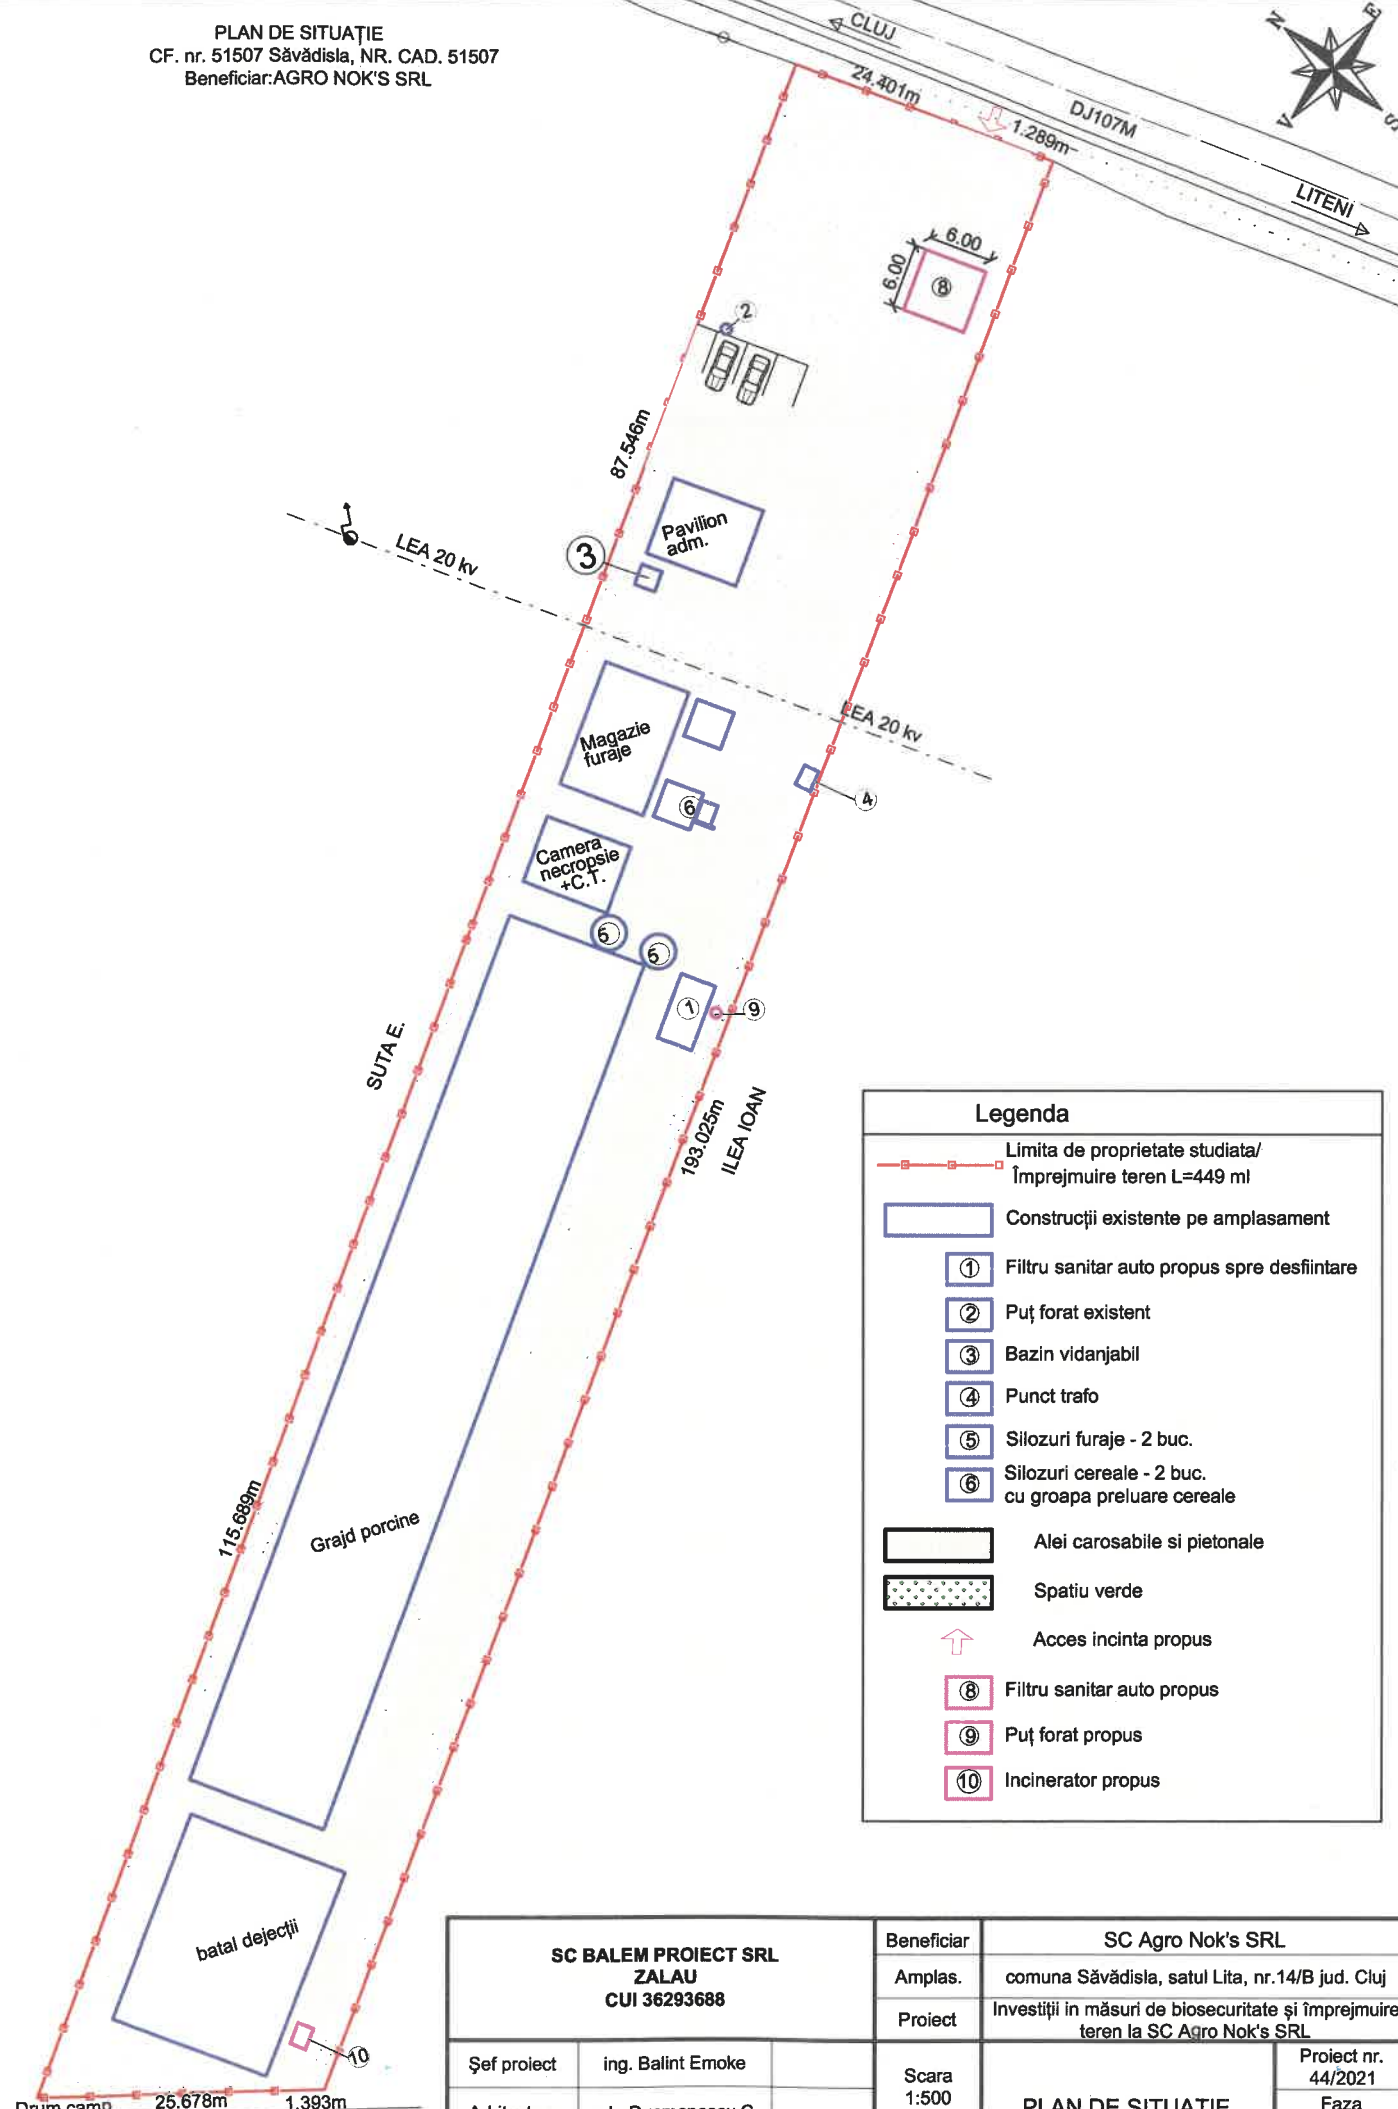 PLAN DE SITUAȚIE
CF. nr. 51507 Săvădisla, NR. CAD. 51507
Beneficiar:AGRO NOK'S SRL
CLUJ
24.401m
DJ107M
1.289m
LITENI
N
E
S
V
6.00
6.00
8
2
87.546m
Pavilion
adm.
3
LEA 20 kv
LEA 20 kv
Magazie
furaje
6
4
Camera
necropsie
+C.T.
5
5
1
9
SUTA E.
193.025m
ILEA IOAN
115.689m
Grajd porcine
batal dejecții
10
Drum camp
25.678m
1.393m
Legenda
Limita de proprietate studiata/
Împrejmuire teren L=449 ml
Construcții existente pe amplasament
1 Filtru sanitar auto propus spre desfiintare
2 Puț forat existent
3 Bazin vidanjabil
4 Punct trafo
5 Silozuri furaje - 2 buc.
6 Silozuri cereale - 2 buc.
cu groapa preluare cereale
Alei carosabile si pietonale
Spatiu verde
Acces incinta propus
8 Filtru sanitar auto propus
9 Puț forat propus
10 Incinerator propus
SC BALEM PROIECT SRL
ZALAU
CUI 36293688
Beneficiar
SC Agro Nok's SRL
Amplas.
comuna Săvădisla, satul Lita, nr.14/B jud. Cluj
Proiect
Investiții in măsuri de biosecuritate și împrejmuire
teren la SC Agro Nok's SRL
Șef proiect
ing. Balint Emoke
Scara
1:500
PLAN DE SITUAȚIE
Proiect nr.
44/2021
Faza